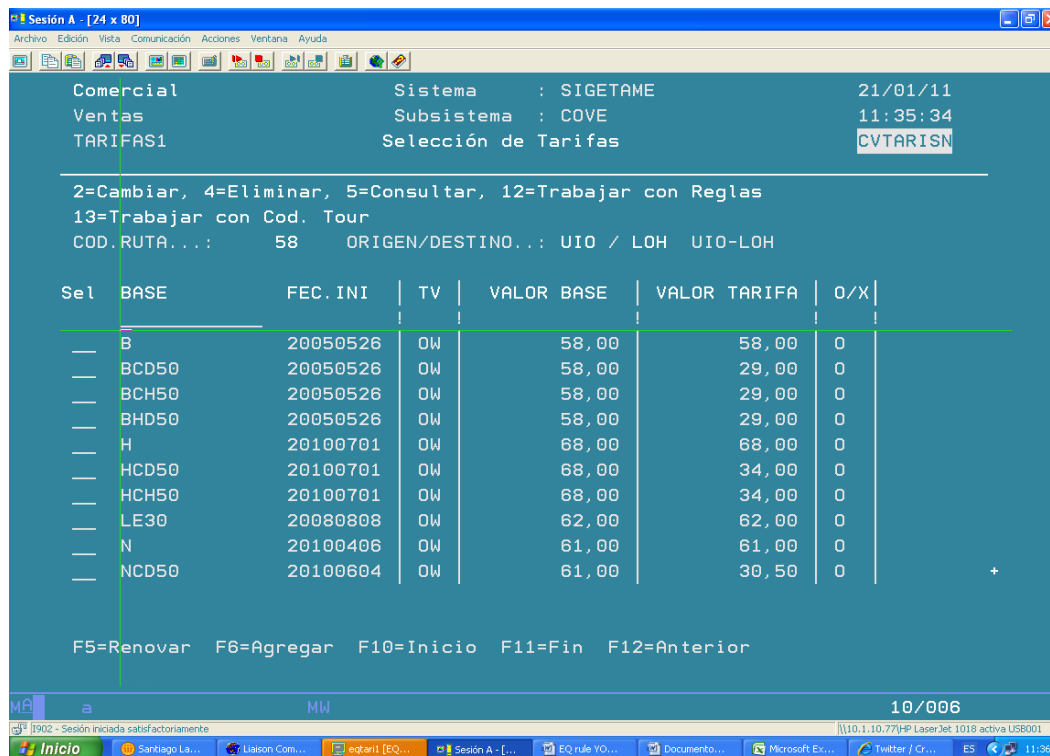 Sesión A - [24 x 80]
Archivo Edición Vista Comunicación Acciones Ventana Ayuda
Comercial Sistema : SIGETAME 21/01/11
Ventas Subsistema : COVE 11:35:34
TARIFAS1 Selección de Tarifas CVTARISN
2=Cambiar, 4=Eliminar, 5=Consultar, 12=Trabajar con Reglas
13=Trabajar con Cod. Tour
COD.RUTA...: 58 ORIGEN/DESTINO..: UIO / LOH UIO-LOH
Sel BASE FEC.INI | TV | VALOR BASE | VALOR TARIFA | O/X|
! ! ! ! !
B 20050526 | OW | 58,00 | 58,00 | O |
BCD50 20050526 | OW | 58,00 | 29,00 | O |
BCH50 20050526 | OW | 58,00 | 29,00 | O |
BHD50 20050526 | OW | 58,00 | 29,00 | O |
H 20100701 | OW | 68,00 | 68,00 | O |
HCD50 20100701 | OW | 68,00 | 34,00 | O |
HCH50 20100701 | OW | 68,00 | 34,00 | O |
LE30 20080808 | OW | 62,00 | 62,00 | O |
N 20100406 | OW | 61,00 | 61,00 | O |
NCD50 20100604 | OW | 61,00 | 30,50 | O | +
F5=Renovar F6=Agregar F10=Inicio F11=Fin F12=Anterior
MA a MW 10/006
I902 - Sesión iniciada satisfactoriamente \\10.1.10.77\HP LaserJet 1018 activa USB001
Inicio Santiago La... Liaison Com... eqtarl1 [EQ... Sesión A - [... EQ rule YO... Documento... Microsoft Ex... Twitter / Cr... ES 11:36